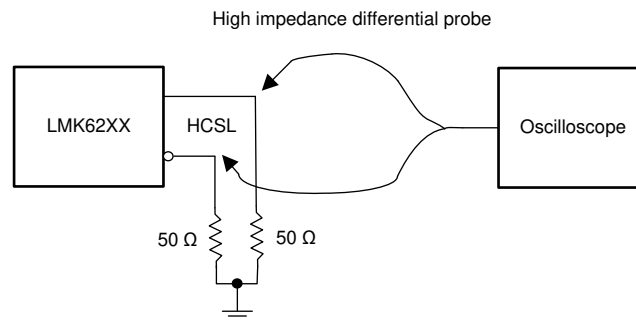 High impedance differential probe
LMK62XX
HCSL
Oscilloscope
50 Ω
50 Ω